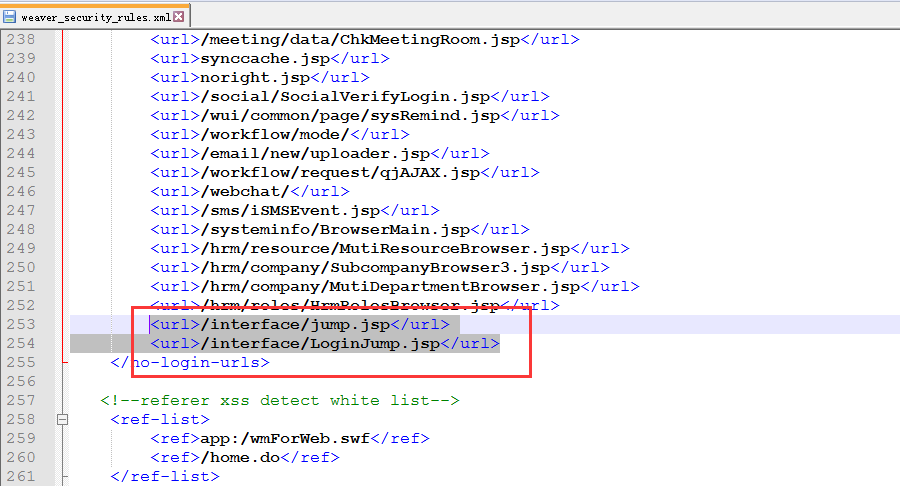 weaver_security_rules.xml
238 <url>/meeting/data/ChkMeetingRoom.jsp</url>
239 <url>synccache.jsp</url>
240 <url>noright.jsp</url>
241 <url>/social/SocialVerifyLogin.jsp</url>
242 <url>/wui/common/page/sysRemind.jsp</url>
243 <url>/workflow/mode/</url>
244 <url>/email/new/uploader.jsp</url>
245 <url>/workflow/request/qjAJAX.jsp</url>
246 <url>/webchat/</url>
247 <url>/sms/iSMSEvent.jsp</url>
248 <url>/systeminfo/BrowserMain.jsp</url>
249 <url>/hrm/resource/MutiResourceBrowser.jsp</url>
250 <url>/hrm/company/SubcompanyBrowser3.jsp</url>
251 <url>/hrm/company/MutiDepartmentBrowser.jsp</url>
252 <url>/hrm/roles/HrmRolesBrowser.jsp</url>
253 <url>/interface/jump.jsp</url>
254 <url>/interface/LoginJump.jsp</url>
255 </no-login-urls>
256
257 <!--referer xss detect white list-->
258 <ref-list>
259 <ref>app:/wmForWeb.swf</ref>
260 <ref>/home.do</ref>
261 </ref-list>